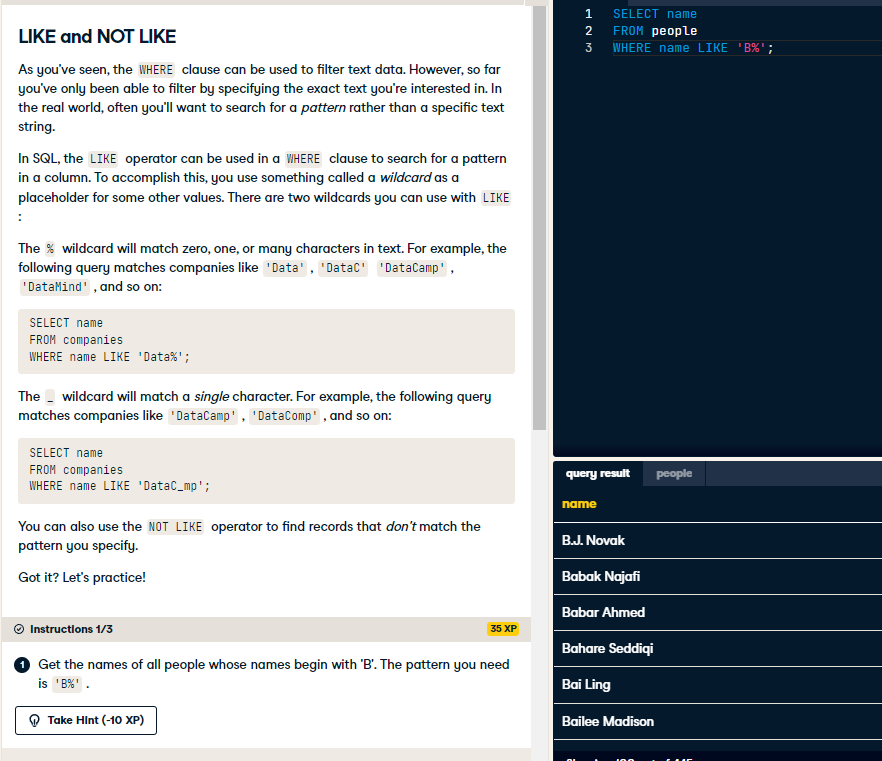 LIKE and NOT LIKE
As you've seen, the WHERE clause can be used to filter text data. However, so far
you've only been able to filter by specifying the exact text you're interested in. In
the real world, often you'll want to search for a pattern rather than a specific text
string.
In SQL, the LIKE operator can be used in a WHERE clause to search for a pattern
in a column. To accomplish this, you use something called a wildcard as a
placeholder for some other values. There are two wildcards you can use with LIKE
:
The % wildcard will match zero, one, or many characters in text. For example, the
following query matches companies like 'Data' , 'DataC' 'DataCamp' ,
'DataMind' , and so on:
SELECT name
FROM companies
WHERE name LIKE 'Data%';
The _ wildcard will match a single character. For example, the following query
matches companies like 'DataCamp' , 'DataComp' , and so on:
SELECT name
FROM companies
WHERE name LIKE 'DataC_mp';
You can also use the NOT LIKE operator to find records that don't match the
pattern you specify.
Got it? Let's practice!
Instructions 1/3
35 XP
1 Get the names of all people whose names begin with 'B'. The pattern you need
is 'B%' .
Take Hint (-10 XP)
1 SELECT name
2 FROM people
3 WHERE name LIKE 'B%';
query result
people
name
B.J. Novak
Babak Najafi
Babar Ahmed
Bahare Seddiqi
Bai Ling
Bailee Madison